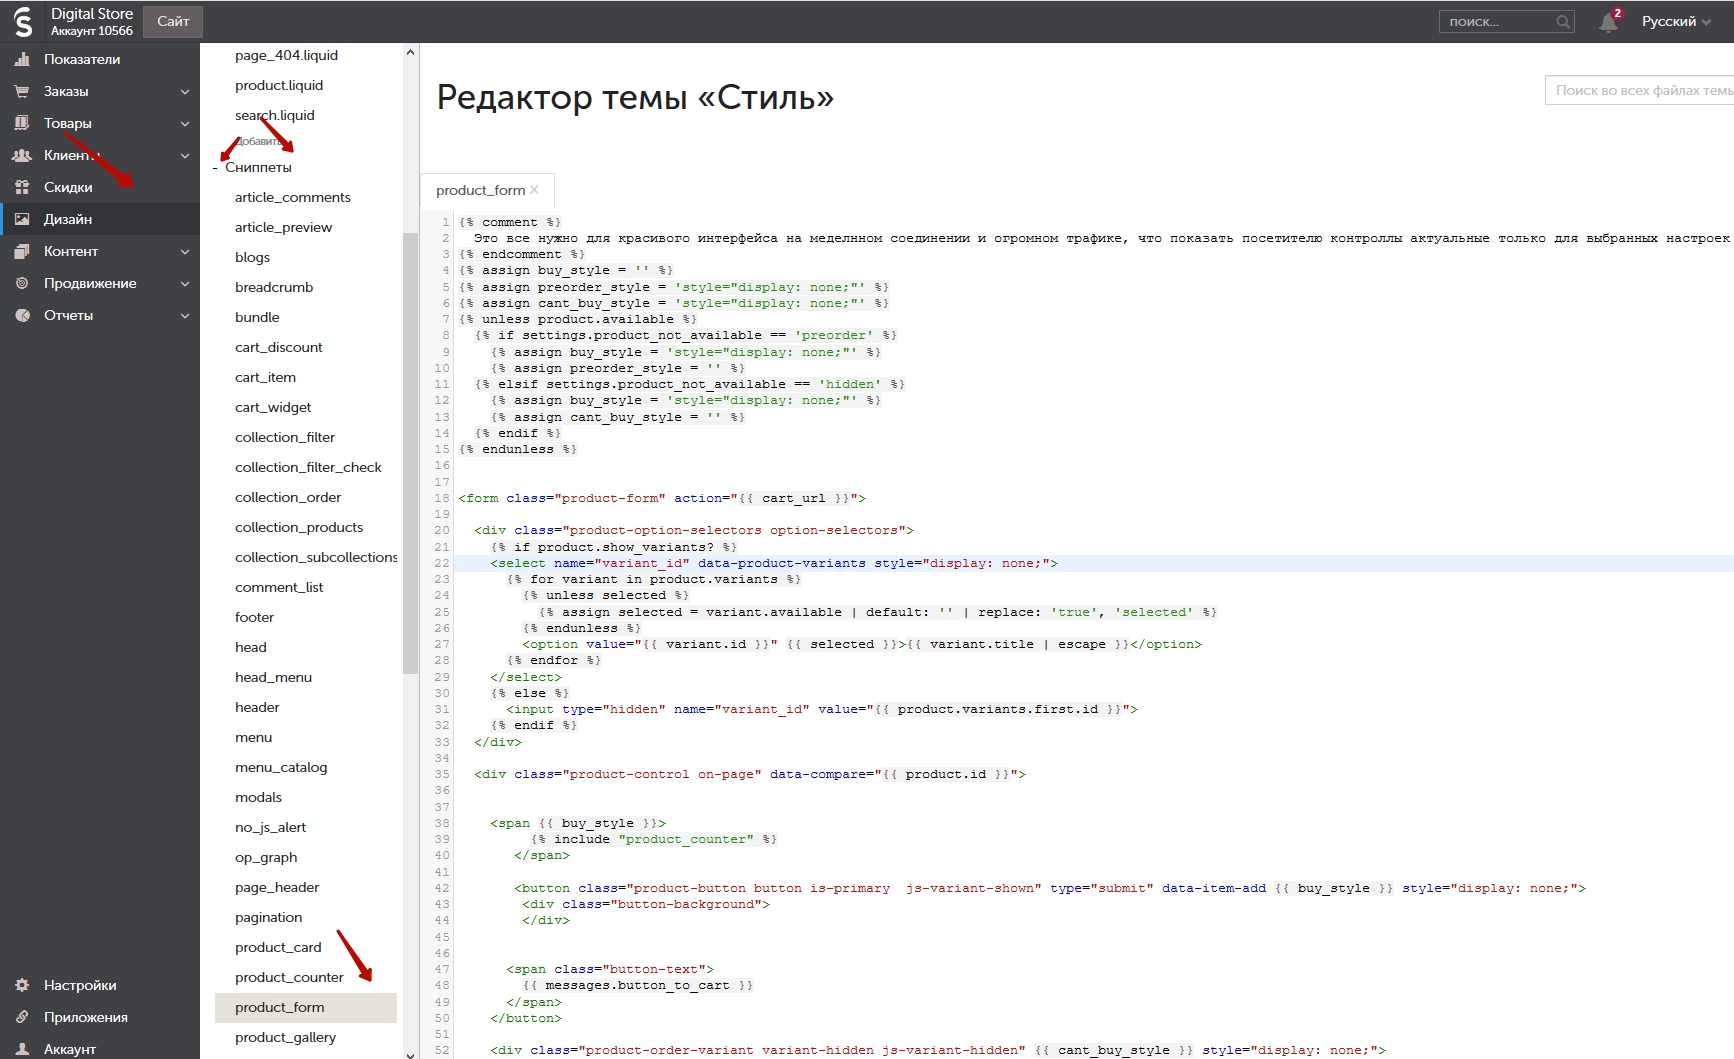 Digital Store
Аккаунт 10566
Сайт
поиск...
2
Русский
Показатели
Заказы
Товары
Клиенты
Скидки
Дизайн
Контент
Продвижение
Отчеты
Настройки
Приложения
Аккаунт
page_404.liquid
product.liquid
search.liquid
Добавить
- Сниппеты
article_comments
article_preview
blogs
breadcrumb
bundle
cart_discount
cart_item
cart_widget
collection_filter
collection_filter_check
collection_order
collection_products
collection_subcollections
comment_list
footer
head
head_menu
header
menu
menu_catalog
modals
no_js_alert
op_graph
page_header
pagination
product_card
product_counter
product_form
product_gallery
Редактор темы «Стиль»
Поиск во всех файлах темы
product_form ×
1 {% comment %}
2 Это все нужно для красивого интерфейса на меделнном соединении и огромном трафике, что показать посетителю контроллы актуальные только для выбранных настроек
3 {% endcomment %}
4 {% assign buy_style = '' %}
5 {% assign preorder_style = 'style="display: none;"' %}
6 {% assign cant_buy_style = 'style="display: none;"' %}
7 {% unless product.available %}
8 {% if settings.product_not_available == 'preorder' %}
9 {% assign buy_style = 'style="display: none;"' %}
10 {% assign preorder_style = '' %}
11 {% elsif settings.product_not_available == 'hidden' %}
12 {% assign buy_style = 'style="display: none;"' %}
13 {% assign cant_buy_style = '' %}
14 {% endif %}
15 {% endunless %}
16
17
18 <form class="product-form" action="{{ cart_url }}">
19
20 <div class="product-option-selectors option-selectors">
21 {% if product.show_variants? %}
22 <select name="variant_id" data-product-variants style="display: none;">
23 {% for variant in product.variants %}
24 {% unless selected %}
25 {% assign selected = variant.available | default: '' | replace: 'true', 'selected' %}
26 {% endunless %}
27 <option value="{{ variant.id }}" {{ selected }}>{{ variant.title | escape }}</option>
28 {% endfor %}
29 </select>
30 {% else %}
31 <input type="hidden" name="variant_id" value="{{ product.variants.first.id }}">
32 {% endif %}
33 </div>
34
35 <div class="product-control on-page" data-compare="{{ product.id }}">
36
37
38 <span {{ buy_style }}>
39 {% include "product_counter" %}
40 </span>
41
42 <button class="product-button button is-primary  js-variant-shown" type="submit" data-item-add {{ buy_style }} style="display: none;">
43 <div class="button-background">
44 </div>
45
46
47 <span class="button-text">
48 {{ messages.button_to_cart }}
49 </span>
50 </button>
51
52 <div class="product-order-variant variant-hidden js-variant-hidden" {{ cant_buy_style }} style="display: none;">